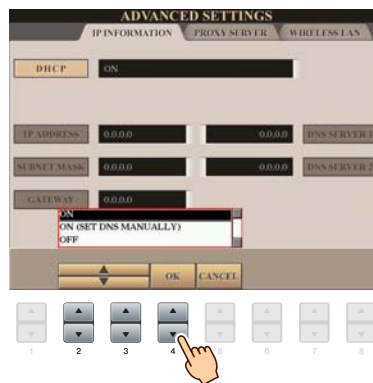 ADVANCED SETTINGS
IP INFORMATION PROXY SERVER WIRELESS LAN
DHCP ON
IP ADDRESS 0.0.0.0 0.0.0.0 DNS SERVER 1
SUBNET MASK 0.0.0.0 0.0.0.0 DNS SERVER 2
GATEWAY 0.0.0.0
ON
ON (SET DNS MANUALLY)
OFF
OK CANCEL
1 2 3 4 5 6 7 8